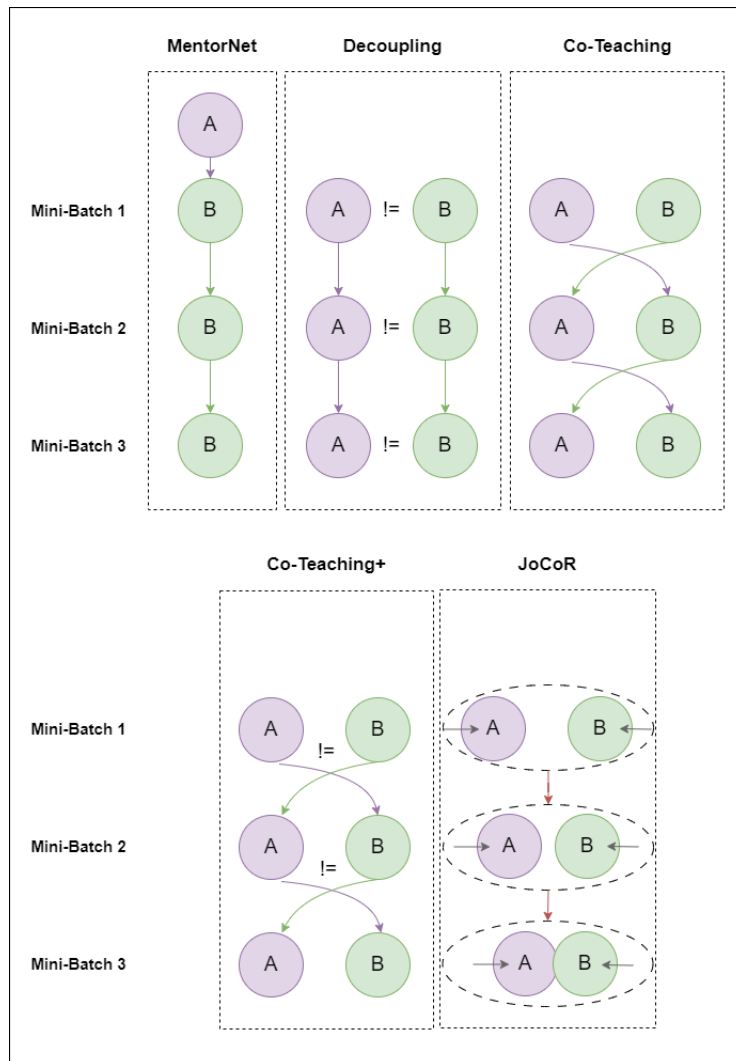 MentorNet Decoupling Co-Teaching
A
Mini-Batch 1 B A != B A B
Mini-Batch 2 B A != B A B
Mini-Batch 3 B A != B A B
Co-Teaching+ JoCoR
Mini-Batch 1 A B A B
!=
Mini-Batch 2 A B A B
!=
Mini-Batch 3 A B A B